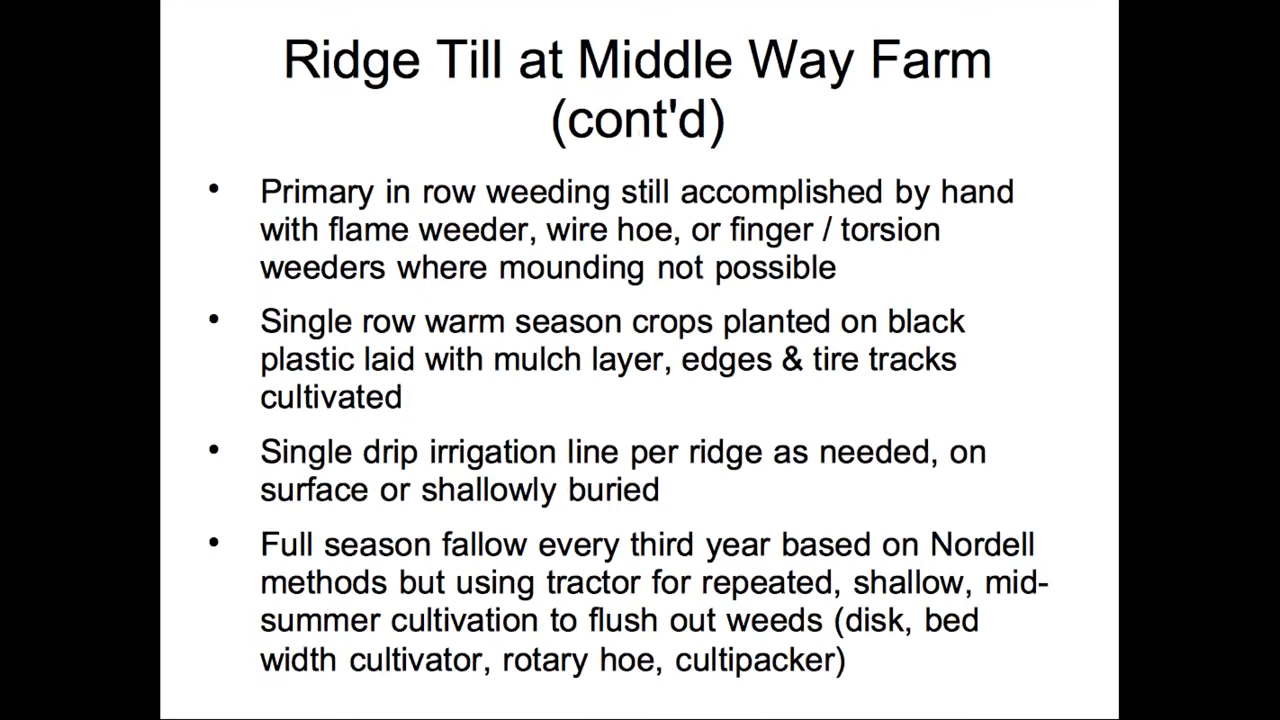 Ridge Till at Middle Way Farm
(cont'd)
• Primary in row weeding still accomplished by hand
with flame weeder, wire hoe, or finger / torsion
weeders where mounding not possible
• Single row warm season crops planted on black
plastic laid with mulch layer, edges & tire tracks
cultivated
• Single drip irrigation line per ridge as needed, on
surface or shallowly buried
• Full season fallow every third year based on Nordell
methods but using tractor for repeated, shallow, mid-
summer cultivation to flush out weeds (disk, bed
width cultivator, rotary hoe, cultipacker)